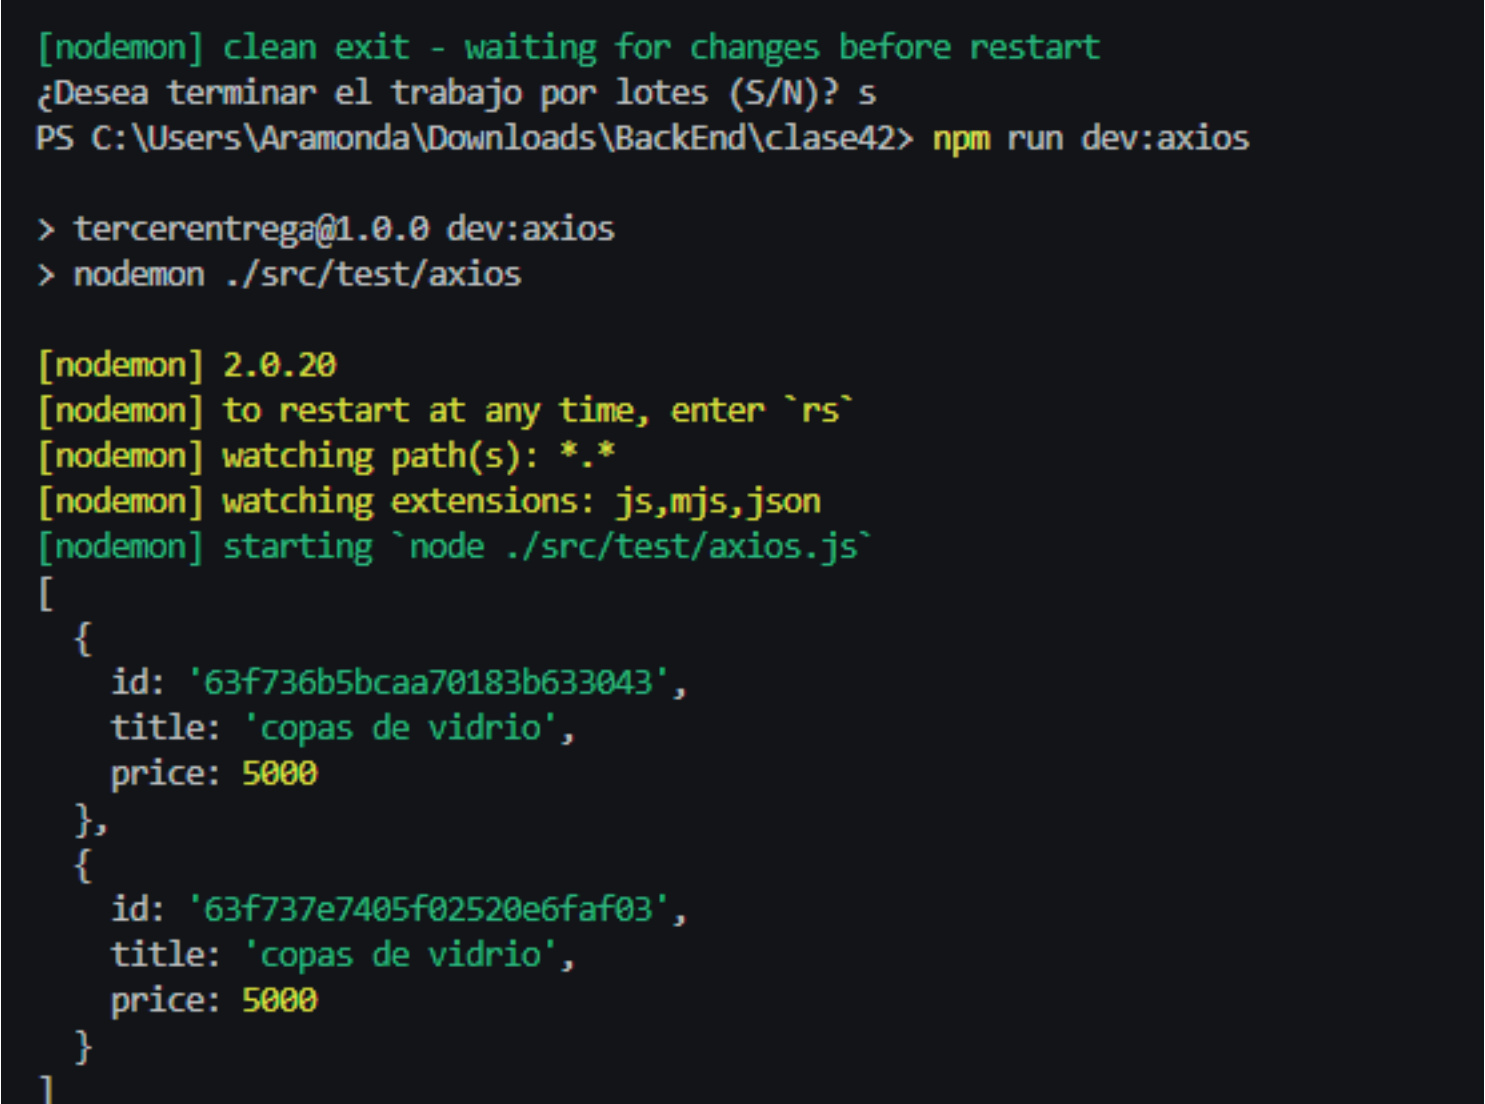 [nodemon] clean exit - waiting for changes before restart
¿Desea terminar el trabajo por lotes (S/N)? s
PS C:\Users\Aramonda\Downloads\BackEnd\clase42> npm run dev:axios
> tercerentrega@1.0.0 dev:axios
> nodemon ./src/test/axios
[nodemon] 2.0.20
[nodemon] to restart at any time, enter `rs`
[nodemon] watching path(s): *.*
[nodemon] watching extensions: js,mjs,json
[nodemon] starting `node ./src/test/axios.js`
[
  {
    id: '63f736b5bcaa70183b633043',
    title: 'copas de vidrio',
    price: 5000
  },
  {
    id: '63f737e7405f02520e6faf03',
    title: 'copas de vidrio',
    price: 5000
  }
]